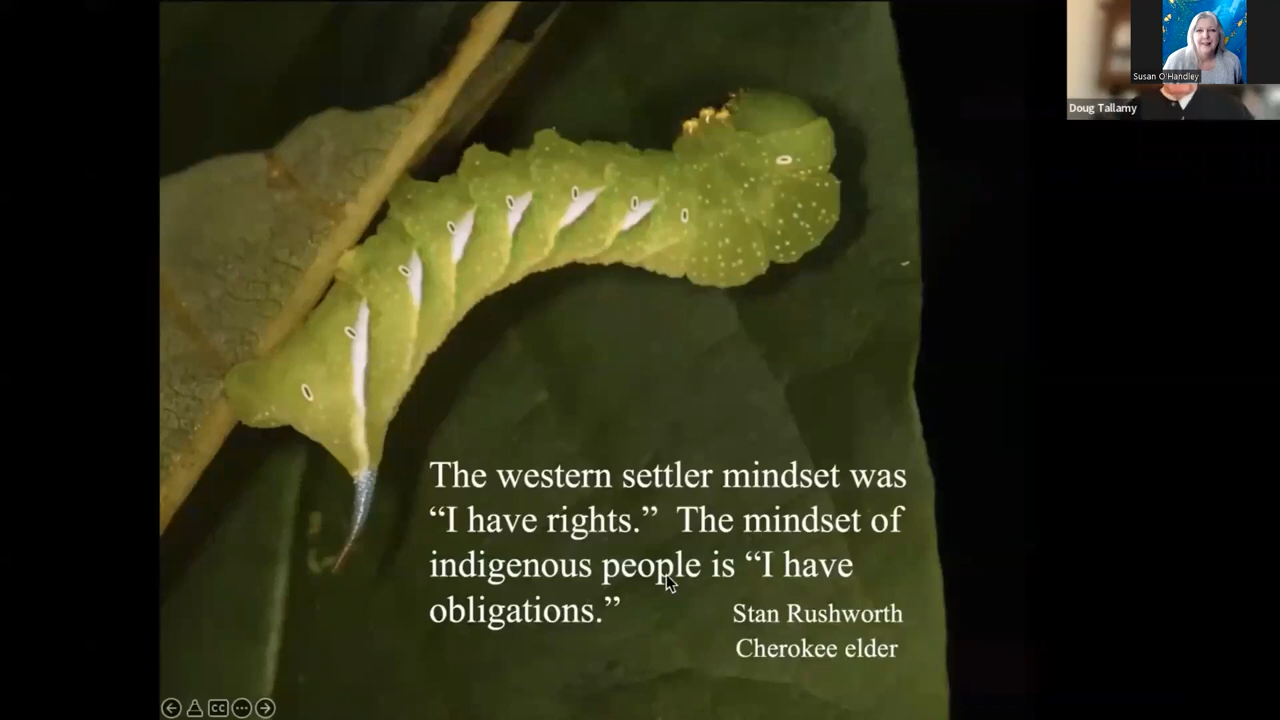 Susan O'Handley
Doug Tallamy
The western settler mindset was
“I have rights.”  The mindset of
indigenous people is “I have
obligations.”
Stan Rushworth
Cherokee elder
CC